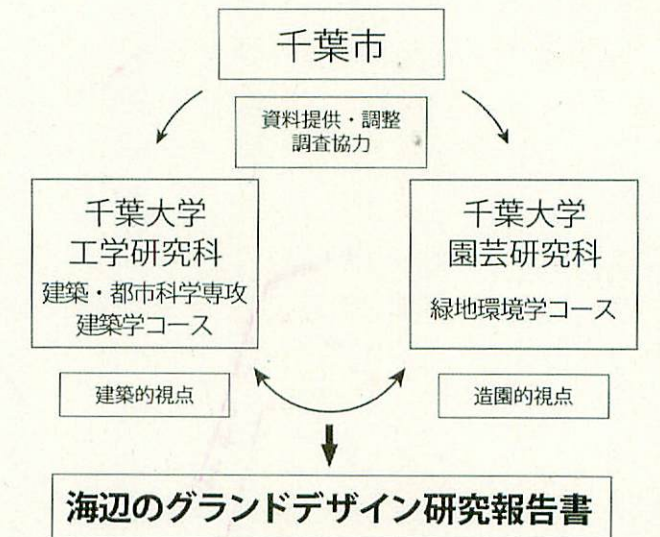 千葉市
資料提供・調整
調査協力
千葉大学
工学研究科
建築・都市科学専攻
建築学コース
千葉大学
園芸研究科
緑地環境学コース
建築的視点
造園的視点
海辺のグランドデザイン研究報告書